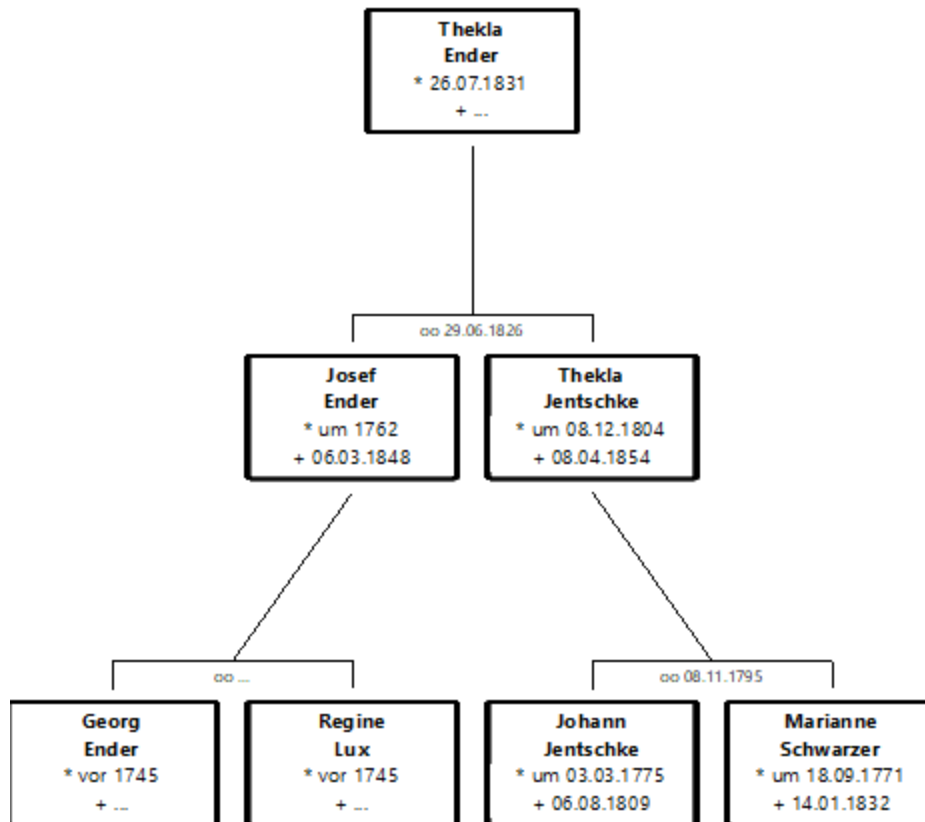 Thekla
Ender
* 26.07.1831
+ ...
oo 29.06.1826
Josef
Ender
* um 1762
+ 06.03.1848
Thekla
Jentschke
* um 08.12.1804
+ 08.04.1854
oo ...
oo 08.11.1795
Georg
Ender
* vor 1745
+ ...
Regine
Lux
* vor 1745
+ ...
Johann
Jentschke
* um 03.03.1775
+ 06.08.1809
Marianne
Schwarzer
* um 18.09.1771
+ 14.01.1832